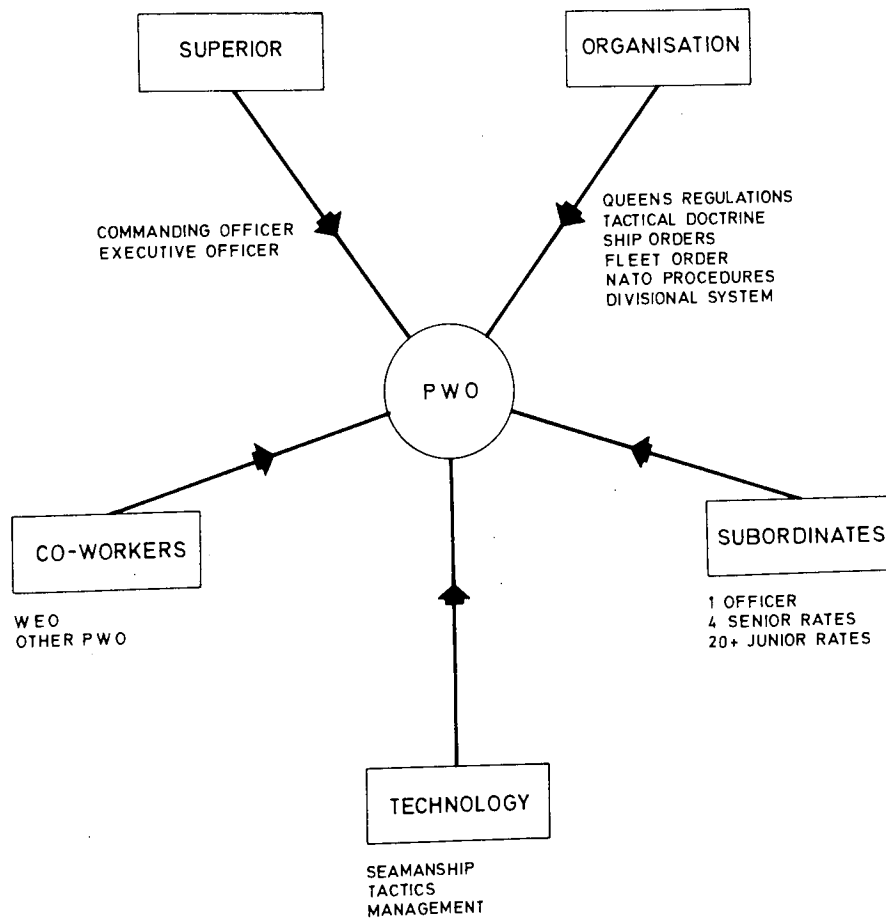 SUPERIOR
ORGANISATION
COMMANDING OFFICER
EXECUTIVE OFFICER
QUEENS REGULATIONS
TACTICAL DOCTRINE
SHIP ORDERS
FLEET ORDER
NATO PROCEDURES
DIVISIONAL SYSTEM
PWO
CO-WORKERS
WEO
OTHER PWO
SUBORDINATES
1 OFFICER
4 SENIOR RATES
20+ JUNIOR RATES
TECHNOLOGY
SEAMANSHIP
TACTICS
MANAGEMENT